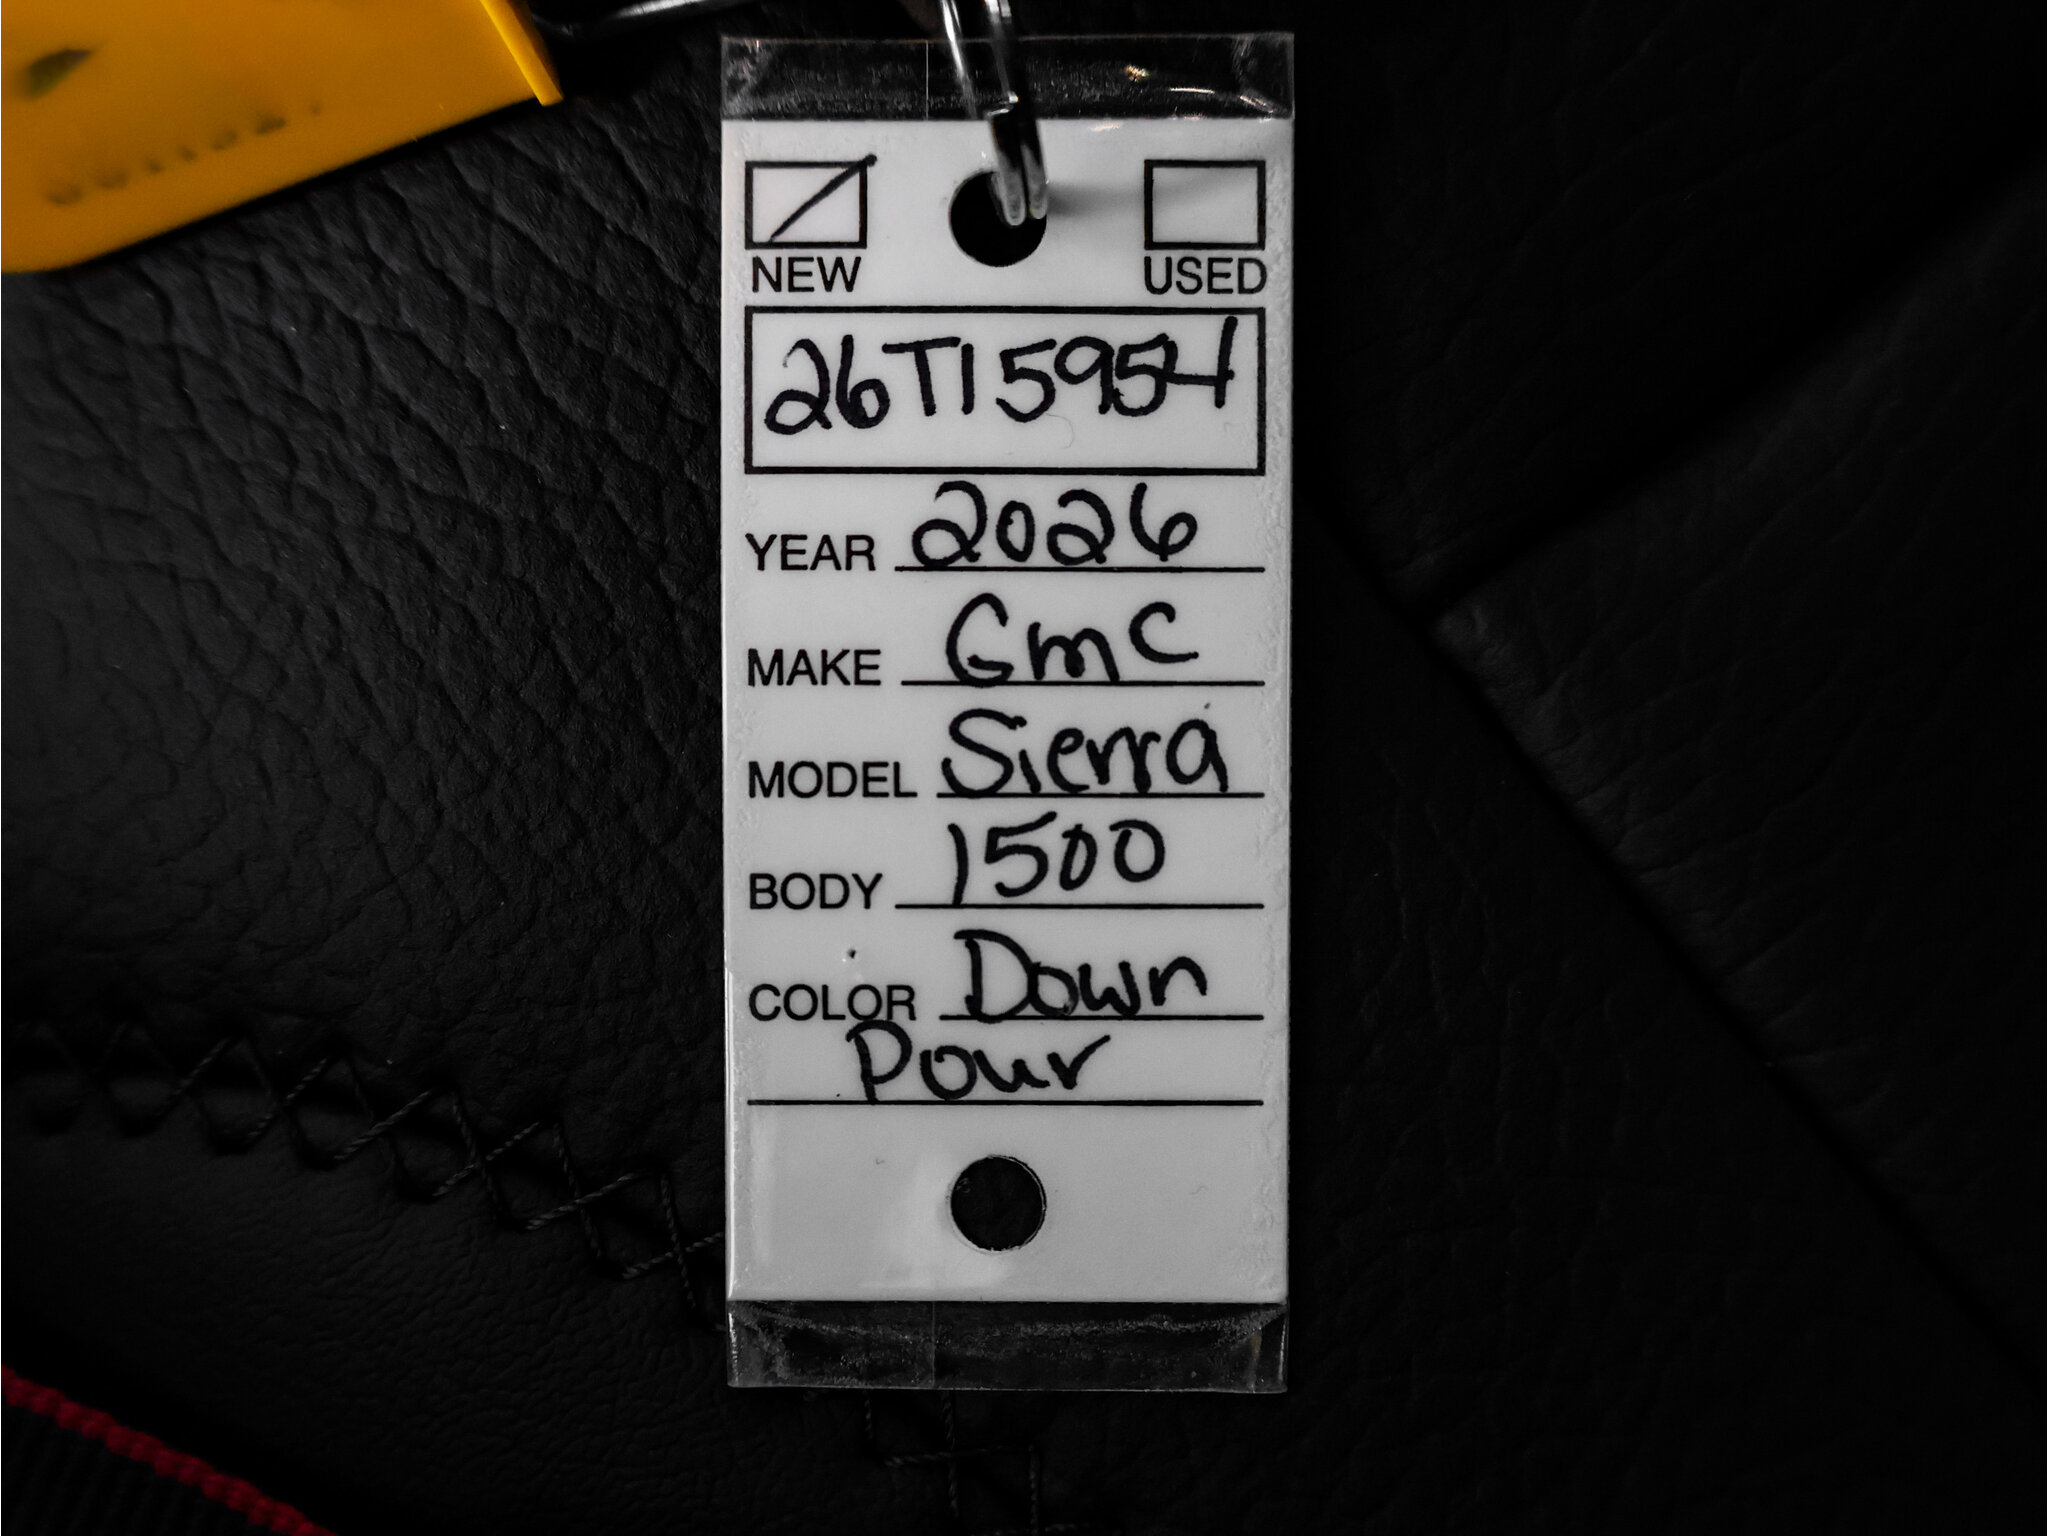 NEW USED
26T15954
YEAR 2026
MAKE GMC
MODEL Sierra
BODY 1500
COLOR Down
Pour